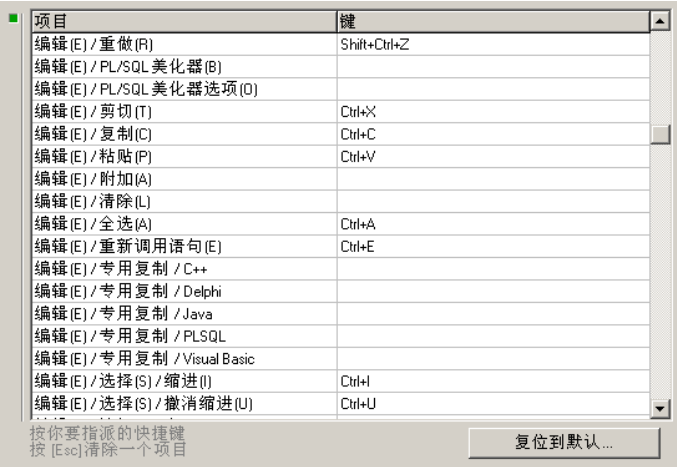 项目 键
编辑(E) / 重做(R) Shift+Ctrl+Z
编辑(E) / PL/SQL 美化器(B)
编辑(E) / PL/SQL 美化器选项(O)
编辑(E) / 剪切(T) Ctrl+X
编辑(E) / 复制(C) Ctrl+C
编辑(E) / 粘贴(P) Ctrl+V
编辑(E) / 附加(A)
编辑(E) / 清除(L)
编辑(E) / 全选(A) Ctrl+A
编辑(E) / 重新调用语句(E) Ctrl+E
编辑(E) / 专用复制 / C++
编辑(E) / 专用复制 / Delphi
编辑(E) / 专用复制 / Java
编辑(E) / 专用复制 / PLSQL
编辑(E) / 专用复制 / Visual Basic
编辑(E) / 选择(S) / 缩进(I) Ctrl+I
编辑(E) / 选择(S) / 撤消缩进(U) Ctrl+U
按你要指派的快捷键
按 [Esc]清除一个项目
复位到默认...